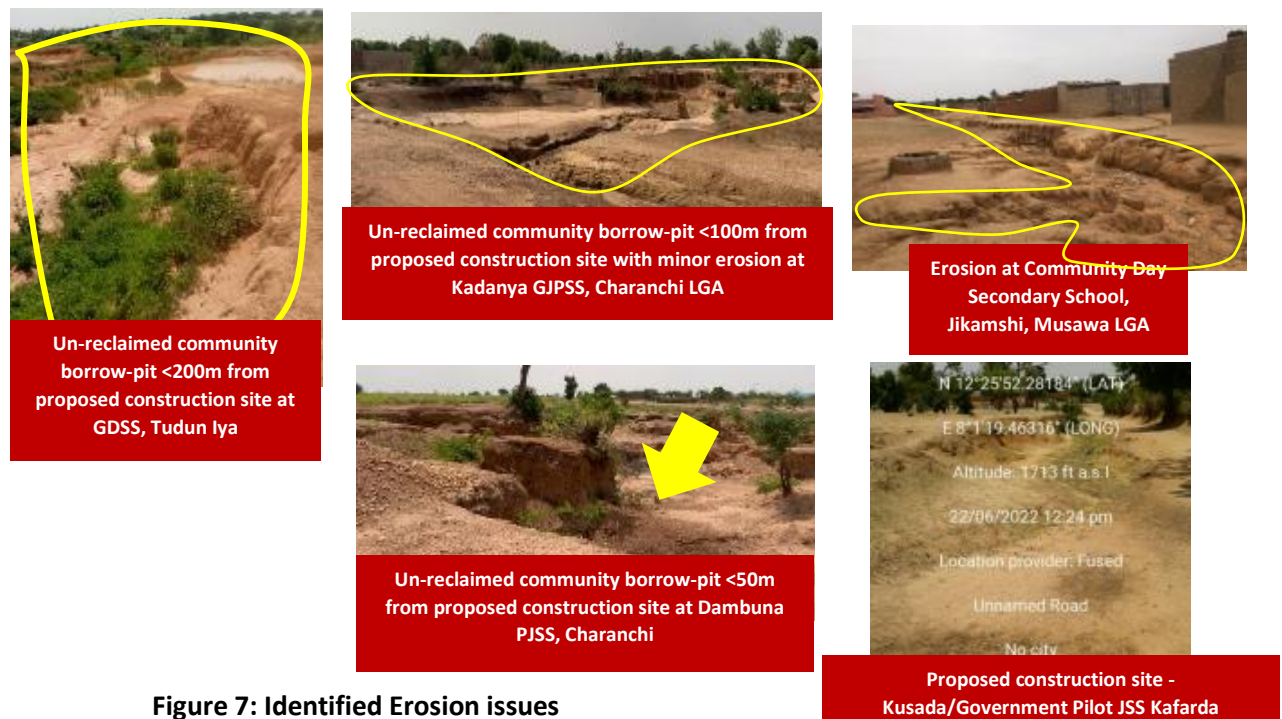 Un-reclaimed community
borrow-pit <200m from
proposed construction site at
GDSS, Tudun Iya
Un-reclaimed community borrow-pit <100m from
proposed construction site with minor erosion at
Kadanya GJPSS, Charanchi LGA
Erosion at Community Day
Secondary School,
Jikamshi, Musawa LGA
Un-reclaimed community borrow-pit <50m
from proposed construction site at Dambuna
PJSS, Charanchi
N 12°25'52.28184" (LAT)
E 8°1'19.46316" (LONG)
Altitude: 1713 ft a.s.l
22/06/2022 12:24 pm
Location provider: Fused
Unnamed Road
No city
Proposed construction site -
Kusada/Government Pilot JSS Kafarda
Figure 7: Identified Erosion issues